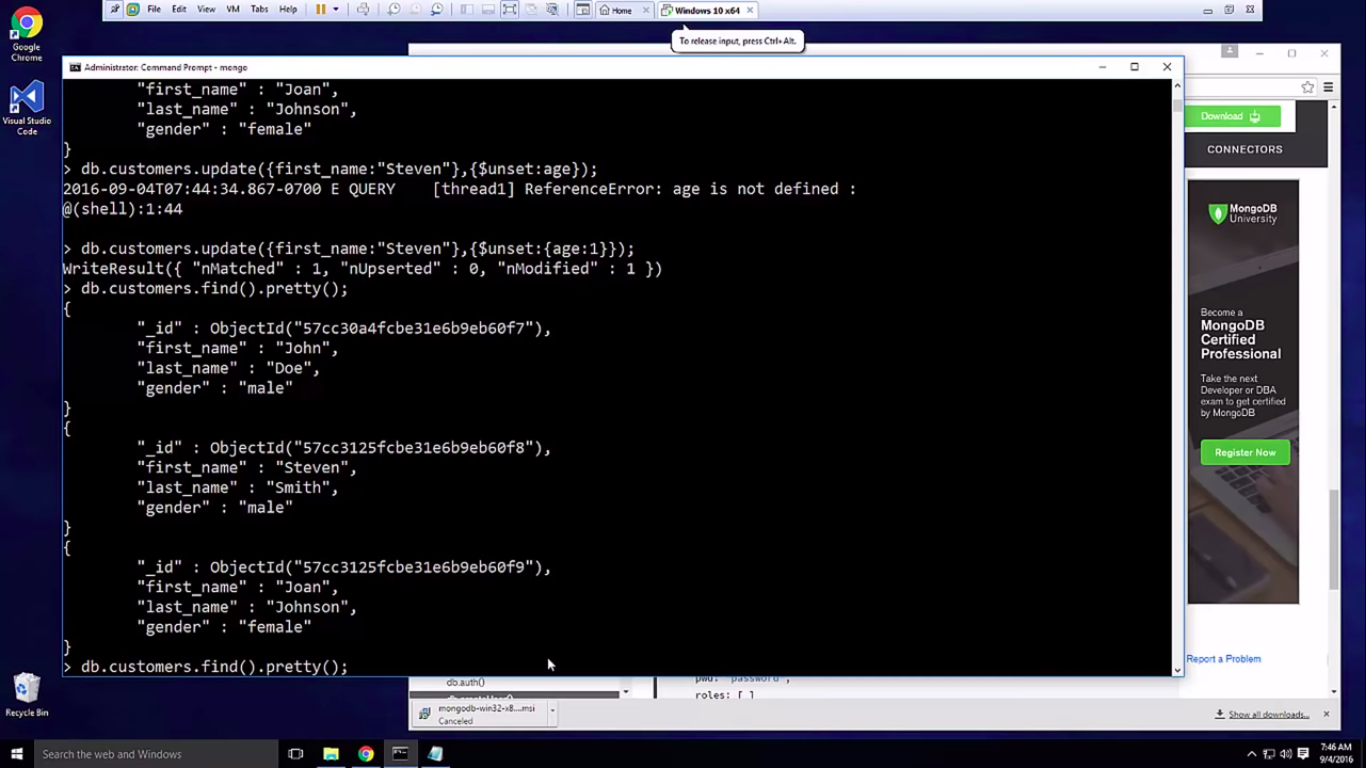 File Edit View VM Tabs Help
Home
Windows 10 x64
To release input, press Ctrl+Alt.
Google
Chrome
Visual Studio
Code
Recycle Bin
Administrator: Command Prompt - mongo
"first_name" : "Joan",
"last_name" : "Johnson",
"gender" : "female"
}
> db.customers.update({first_name:"Steven"},{$unset:age});
2016-09-04T07:44:34.867-0700 E QUERY    [thread1] ReferenceError: age is not defined :
@(shell):1:44
> db.customers.update({first_name:"Steven"},{$unset:{age:1}});
WriteResult({ "nMatched" : 1, "nUpserted" : 0, "nModified" : 1 })
> db.customers.find().pretty();
{
"_id" : ObjectId("57cc30a4fcbe31e6b9eb60f7"),
"first_name" : "John",
"last_name" : "Doe",
"gender" : "male"
}
{
"_id" : ObjectId("57cc3125fcbe31e6b9eb60f8"),
"first_name" : "Steven",
"last_name" : "Smith",
"gender" : "male"
}
{
"_id" : ObjectId("57cc3125fcbe31e6b9eb60f9"),
"first_name" : "Joan",
"last_name" : "Johnson",
"gender" : "female"
}
> db.customers.find().pretty();
Download
CONNECTORS
MongoDB
University
Become a
MongoDB
Certified
Professional
Take the next
Developer or DBA
exam to get certified
by MongoDB
Register Now
Report a Problem
db.auth()
db.createUser()
pwd: "password",
roles: [ ]
mongodb-win32-x8....msi
Canceled
Show all downloads...
Search the web and Windows
7:46 AM
9/4/2016